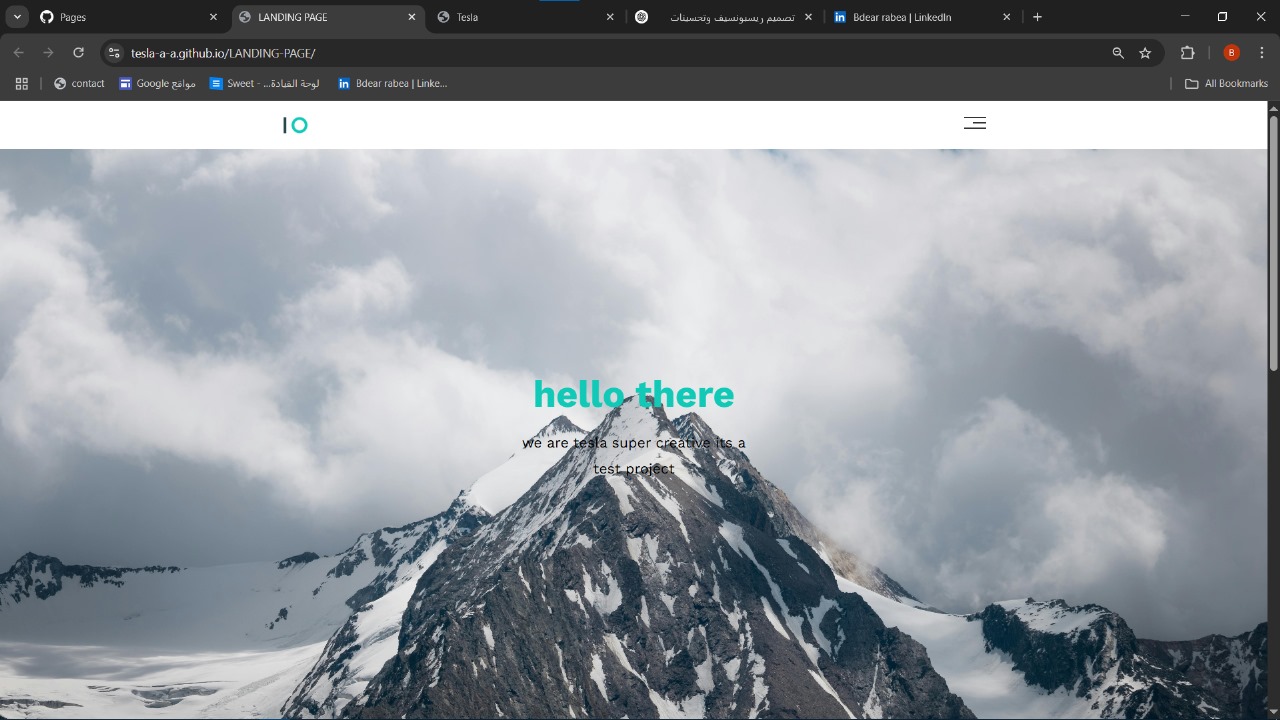 Pages
LANDING PAGE
Tesla
تصميم ريسبونسيف وتحسينات
Bdear rabea | LinkedIn
tesla-a-a.github.io/LANDING-PAGE/
B
contact
مواقع Google
Sweet - ...لوحة القيادة
Bdear rabea | Linke...
All Bookmarks
IO
hello there
we are tesla super creative its a
test project